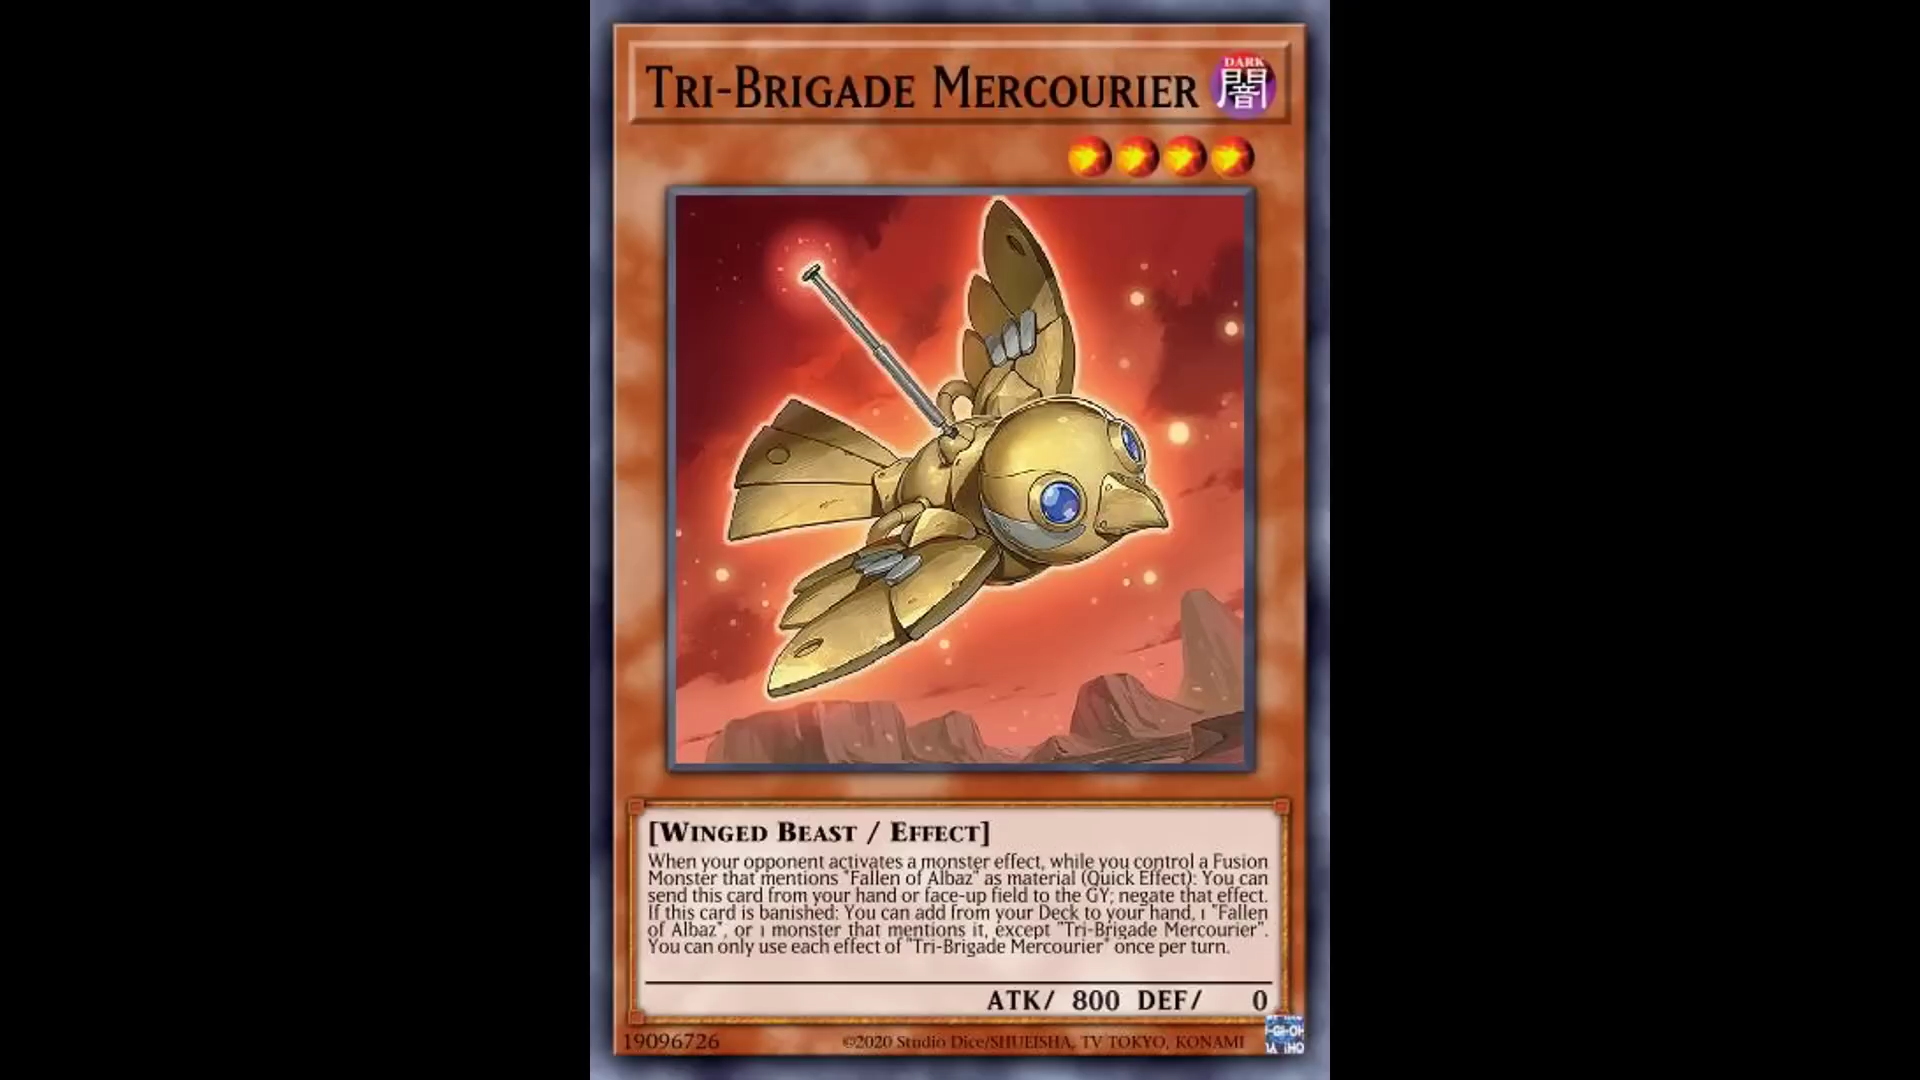 TRI-BRIGADE MERCOURIER
DARK
闇
[WINGED BEAST / EFFECT]
When your opponent activates a monster effect, while you control a Fusion
Monster that mentions "Fallen of Albaz" as material (Quick Effect): You can
send this card from your hand or face-up field to the GY; negate that effect.
If this card is banished: You can add from your Deck to your hand, 1 "Fallen
of Albaz", or 1 monster that mentions it, except "Tri-Brigade Mercourier".
You can only use each effect of "Tri-Brigade Mercourier" once per turn.
ATK/ 800 DEF/ 0
19096726
©2020 Studio Dice/SHUEISHA, TV TOKYO, KONAMI